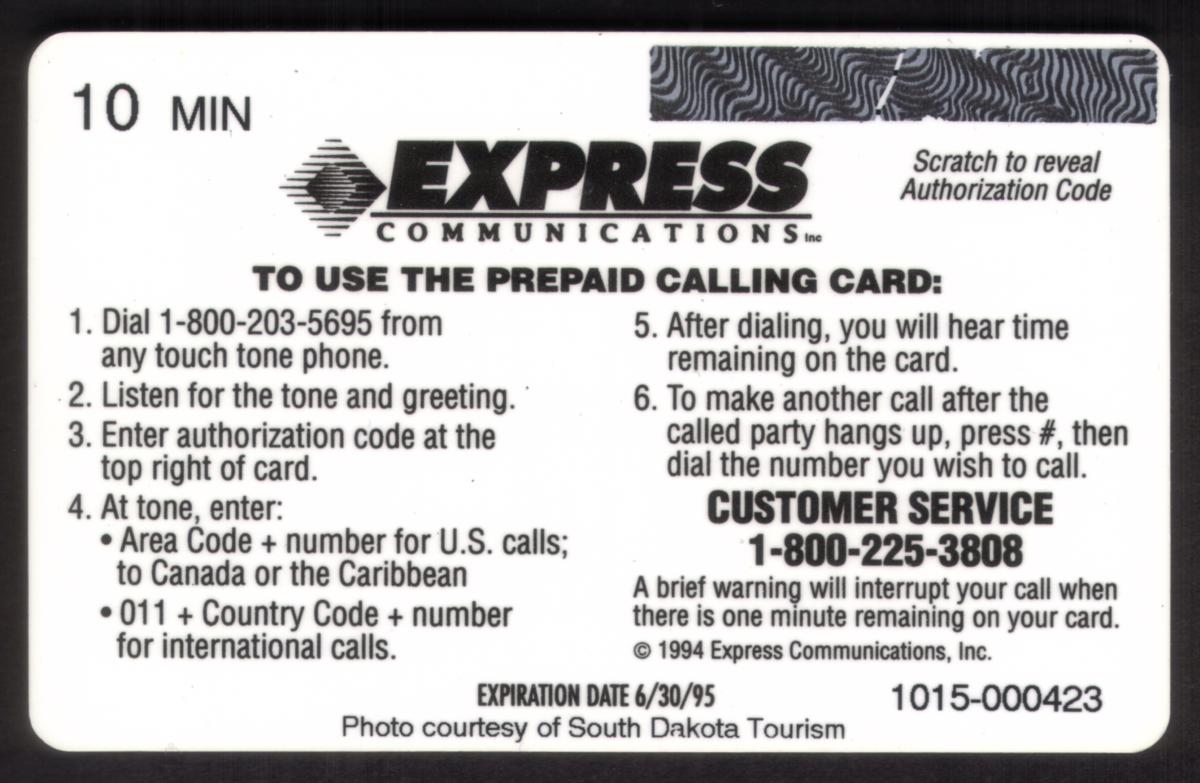 10 MIN
Scratch to reveal
Authorization Code
EXPRESS
COMMUNICATIONS Inc
TO USE THE PREPAID CALLING CARD:
1. Dial 1-800-203-5695 from
any touch tone phone.
2. Listen for the tone and greeting.
3. Enter authorization code at the
top right of card.
4. At tone, enter:
• Area Code + number for U.S. calls;
to Canada or the Caribbean
• 011 + Country Code + number
for international calls.
5. After dialing, you will hear time
remaining on the card.
6. To make another call after the
called party hangs up, press #, then
dial the number you wish to call.
CUSTOMER SERVICE
1-800-225-3808
A brief warning will interrupt your call when
there is one minute remaining on your card.
© 1994 Express Communications, Inc.
EXPIRATION DATE 6/30/95
1015-000423
Photo courtesy of South Dakota Tourism